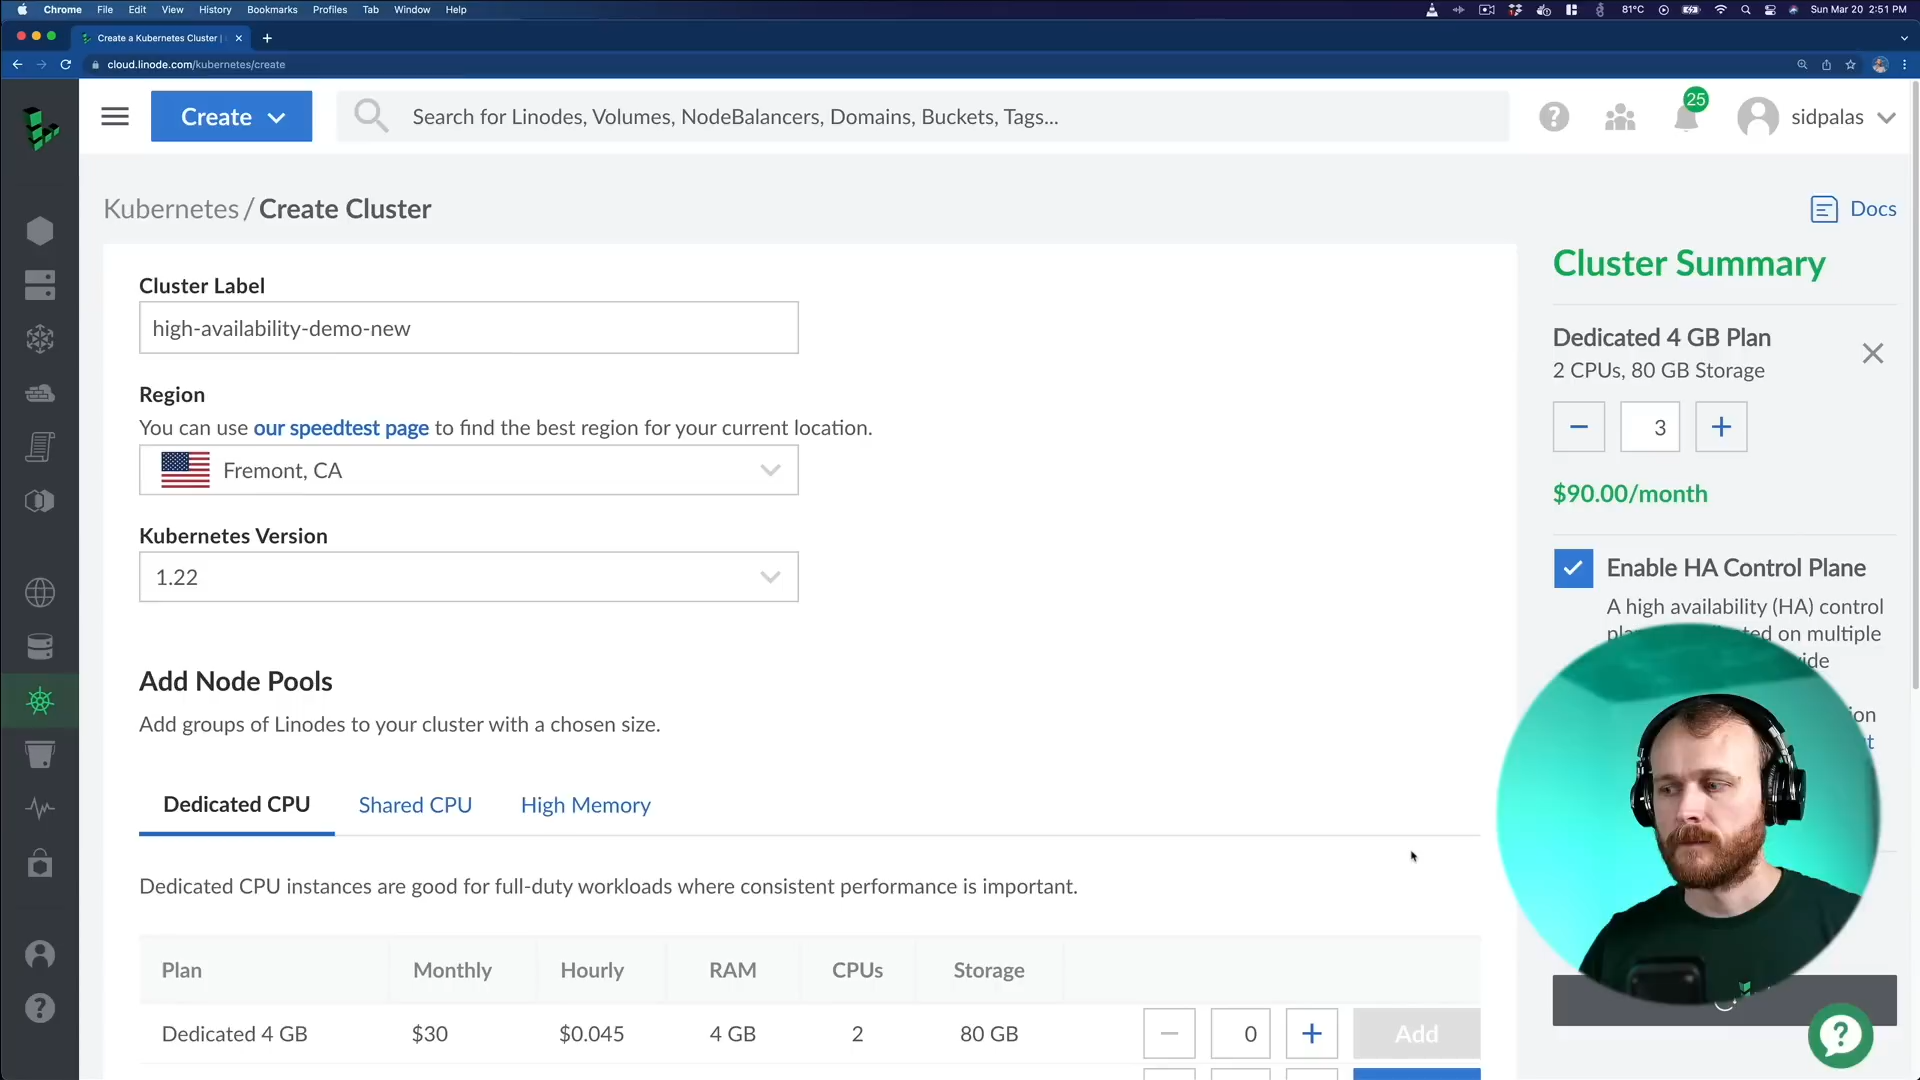 Chrome File Edit View History Bookmarks Profiles Tab Window Help
81°C
Sun Mar 20 2:51 PM
Create a Kubernetes Cluster |
cloud.linode.com/kubernetes/create
Create
Search for Linodes, Volumes, NodeBalancers, Domains, Buckets, Tags...
25
sidpalas
Kubernetes / Create Cluster
Docs
Cluster Label
high-availability-demo-new
Region
You can use our speedtest page to find the best region for your current location.
Fremont, CA
Kubernetes Version
1.22
Add Node Pools
Add groups of Linodes to your cluster with a chosen size.
Dedicated CPU Shared CPU High Memory
Dedicated CPU instances are good for full-duty workloads where consistent performance is important.
Plan Monthly Hourly RAM CPUs Storage
Dedicated 4 GB $30 $0.045 4 GB 2 80 GB 0 Add
Cluster Summary
Dedicated 4 GB Plan
2 CPUs, 80 GB Storage
3
$90.00/month
Enable HA Control Plane
A high availability (HA) control
on multiple